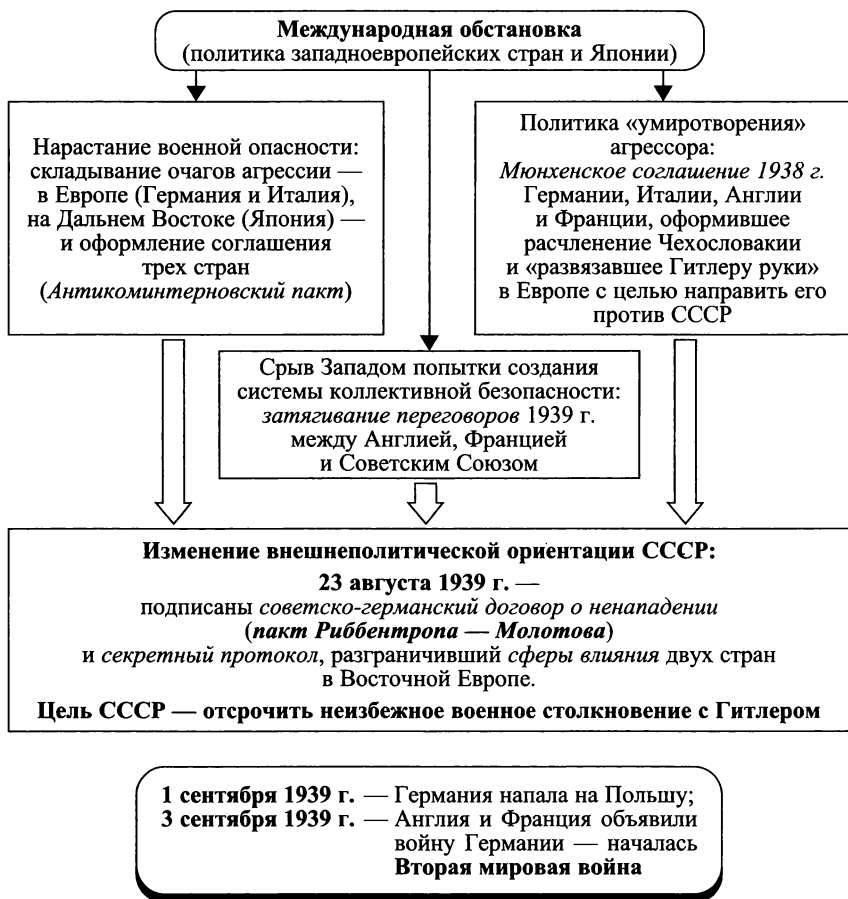 Международная обстановка
(политика западноевропейских стран и Японии)
Нарастание военной опасности:
складывание очагов агрессии —
в Европе (Германия и Италия),
на Дальнем Востоке (Япония) —
и оформление соглашения
трех стран
(Антикоминтерновский пакт)
Политика «умиротворения»
агрессора:
Мюнхенское соглашение 1938 г.
Германии, Италии, Англии
и Франции, оформившее
расчленение Чехословакии
и «развязавшее Гитлеру руки»
в Европе с целью направить его
против СССР
Срыв Западом попытки создания
системы коллективной безопасности:
затягивание переговоров 1939 г.
между Англией, Францией
и Советским Союзом
Изменение внешнеполитической ориентации СССР:
23 августа 1939 г. —
подписаны советско-германский договор о ненападении
(пакт Риббентропа — Молотова)
и секретный протокол, разграничивший сферы влияния двух стран
в Восточной Европе.
Цель СССР — отсрочить неизбежное военное столкновение с Гитлером
1 сентября 1939 г. — Германия напала на Польшу;
3 сентября 1939 г. — Англия и Франция объявили
войну Германии — началась
Вторая мировая война